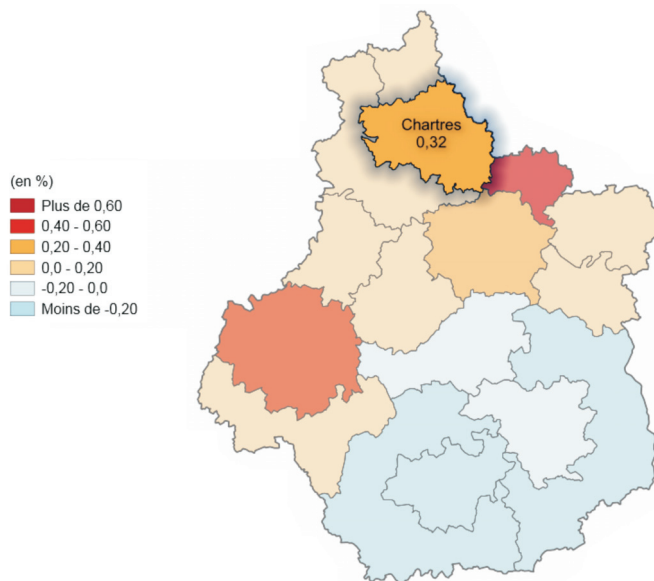 Chartres
0,32
(en %)
Plus de 0,60
0,40 - 0,60
0,20 - 0,40
0,0 - 0,20
-0,20 - 0,0
Moins de -0,20